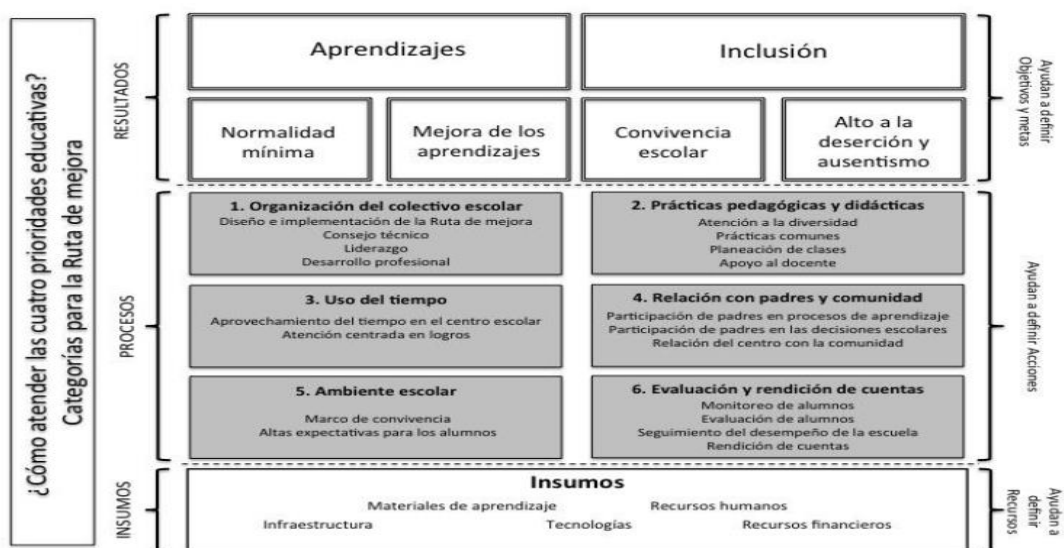 ¿Cómo atender las cuatro prioridades educativas?
Categorías para la Ruta de mejora
RESULTADOS
Aprendizajes
Inclusión
Normalidad
mínima
Mejora de los
aprendizajes
Convivencia
escolar
Alto a la
deserción y
ausentismo
Ayudan a definir
Objetivos y metas
PROCESOS
1. Organización del colectivo escolar
Diseño e implementación de la Ruta de mejora
Consejo técnico
Liderazgo
Desarrollo profesional
2. Prácticas pedagógicas y didácticas
Atención a la diversidad
Prácticas comunes
Planeación de clases
Apoyo al docente
3. Uso del tiempo
Aprovechamiento del tiempo en el centro escolar
Atención centrada en logros
4. Relación con padres y comunidad
Participación de padres en procesos de aprendizaje
Participación de padres en las decisiones escolares
Relación del centro con la comunidad
5. Ambiente escolar
Marco de convivencia
Altas expectativas para los alumnos
6. Evaluación y rendición de cuentas
Monitoreo de alumnos
Evaluación de alumnos
Seguimiento del desempeño de la escuela
Rendición de cuentas
Ayudan a definir Acciones
INSUMOS
Insumos
Materiales de aprendizaje Recursos humanos
Infraestructura Tecnologías Recursos financieros
Ayudan a
definir
Recursos